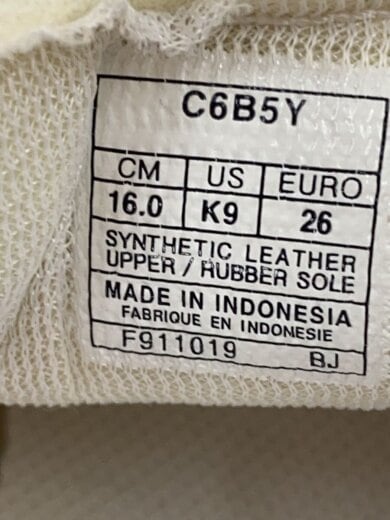 C6B5Y
CM US EURO
16.0 K9 26
SYNTHETIC LEATHER
UPPER / RUBBER SOLE
MADE IN INDONESIA
FABRIQUE EN INDONESIE
F911019 BJ